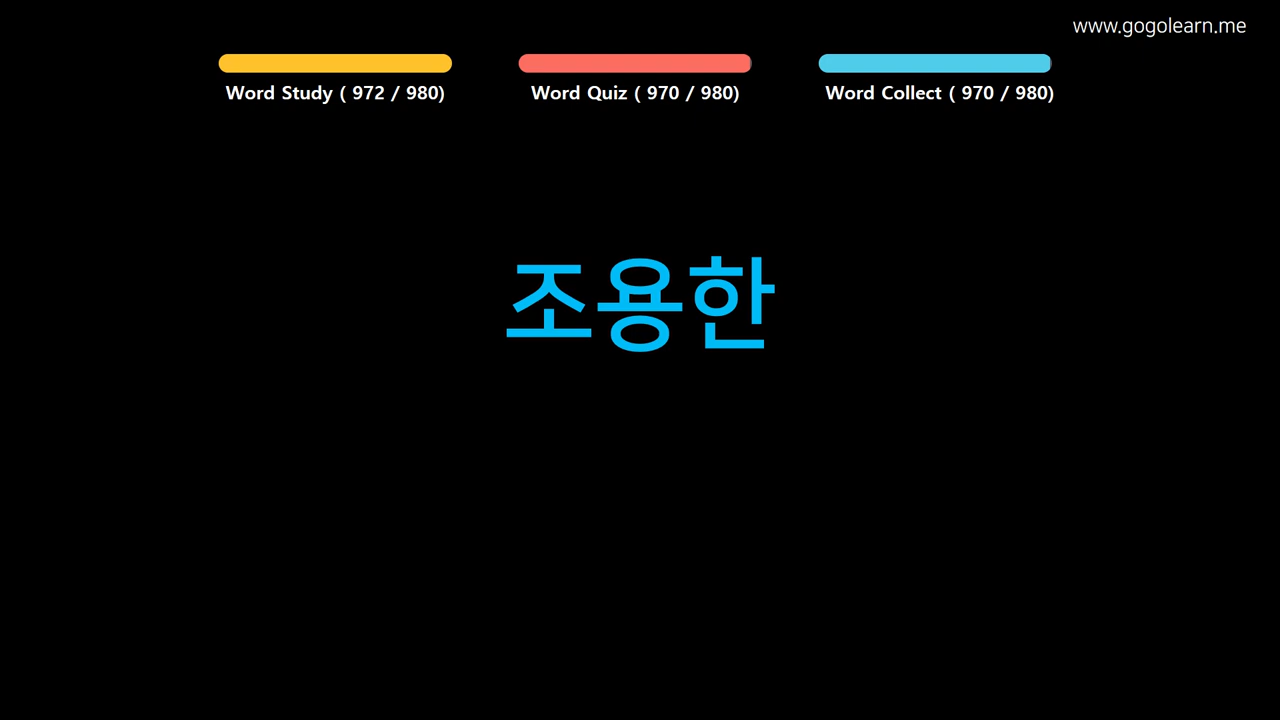 www.gogolearn.me
Word Study ( 972 / 980)
Word Quiz ( 970 / 980)
Word Collect ( 970 / 980)
조용한